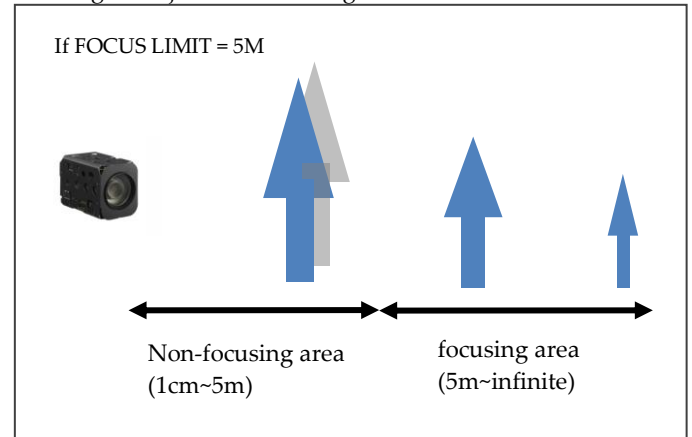 If FOCUS LIMIT = 5M
Non-focusing area
(1cm~5m)
focusing area
(5m~infinite)